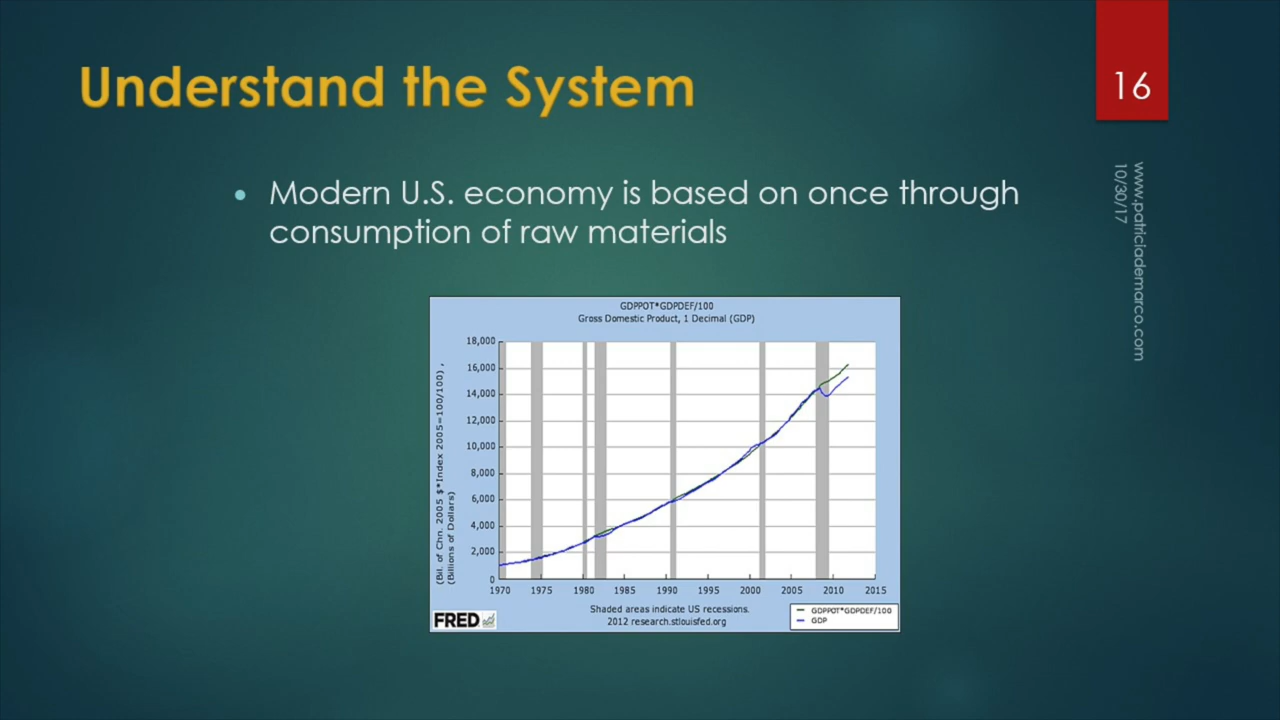 Understand the System
16
www.patriciademarco.com
10/30/17
• Modern U.S. economy is based on once through
consumption of raw materials
GDPPOT*GDPDEF/100
Gross Domestic Product, 1 Decimal (GDP)
(Bil. of Chn. 2005 $*Index 2005=100/100) ,
(Billions of Dollars)
18,000
16,000
14,000
12,000
10,000
8,000
6,000
4,000
2,000
0
1970 1975 1980 1985 1990 1995 2000 2005 2010 2015
Shaded areas indicate US recessions.
2012 research.stlouisfed.org
FRED
GDPPOT*GDPDEF/100
GDP